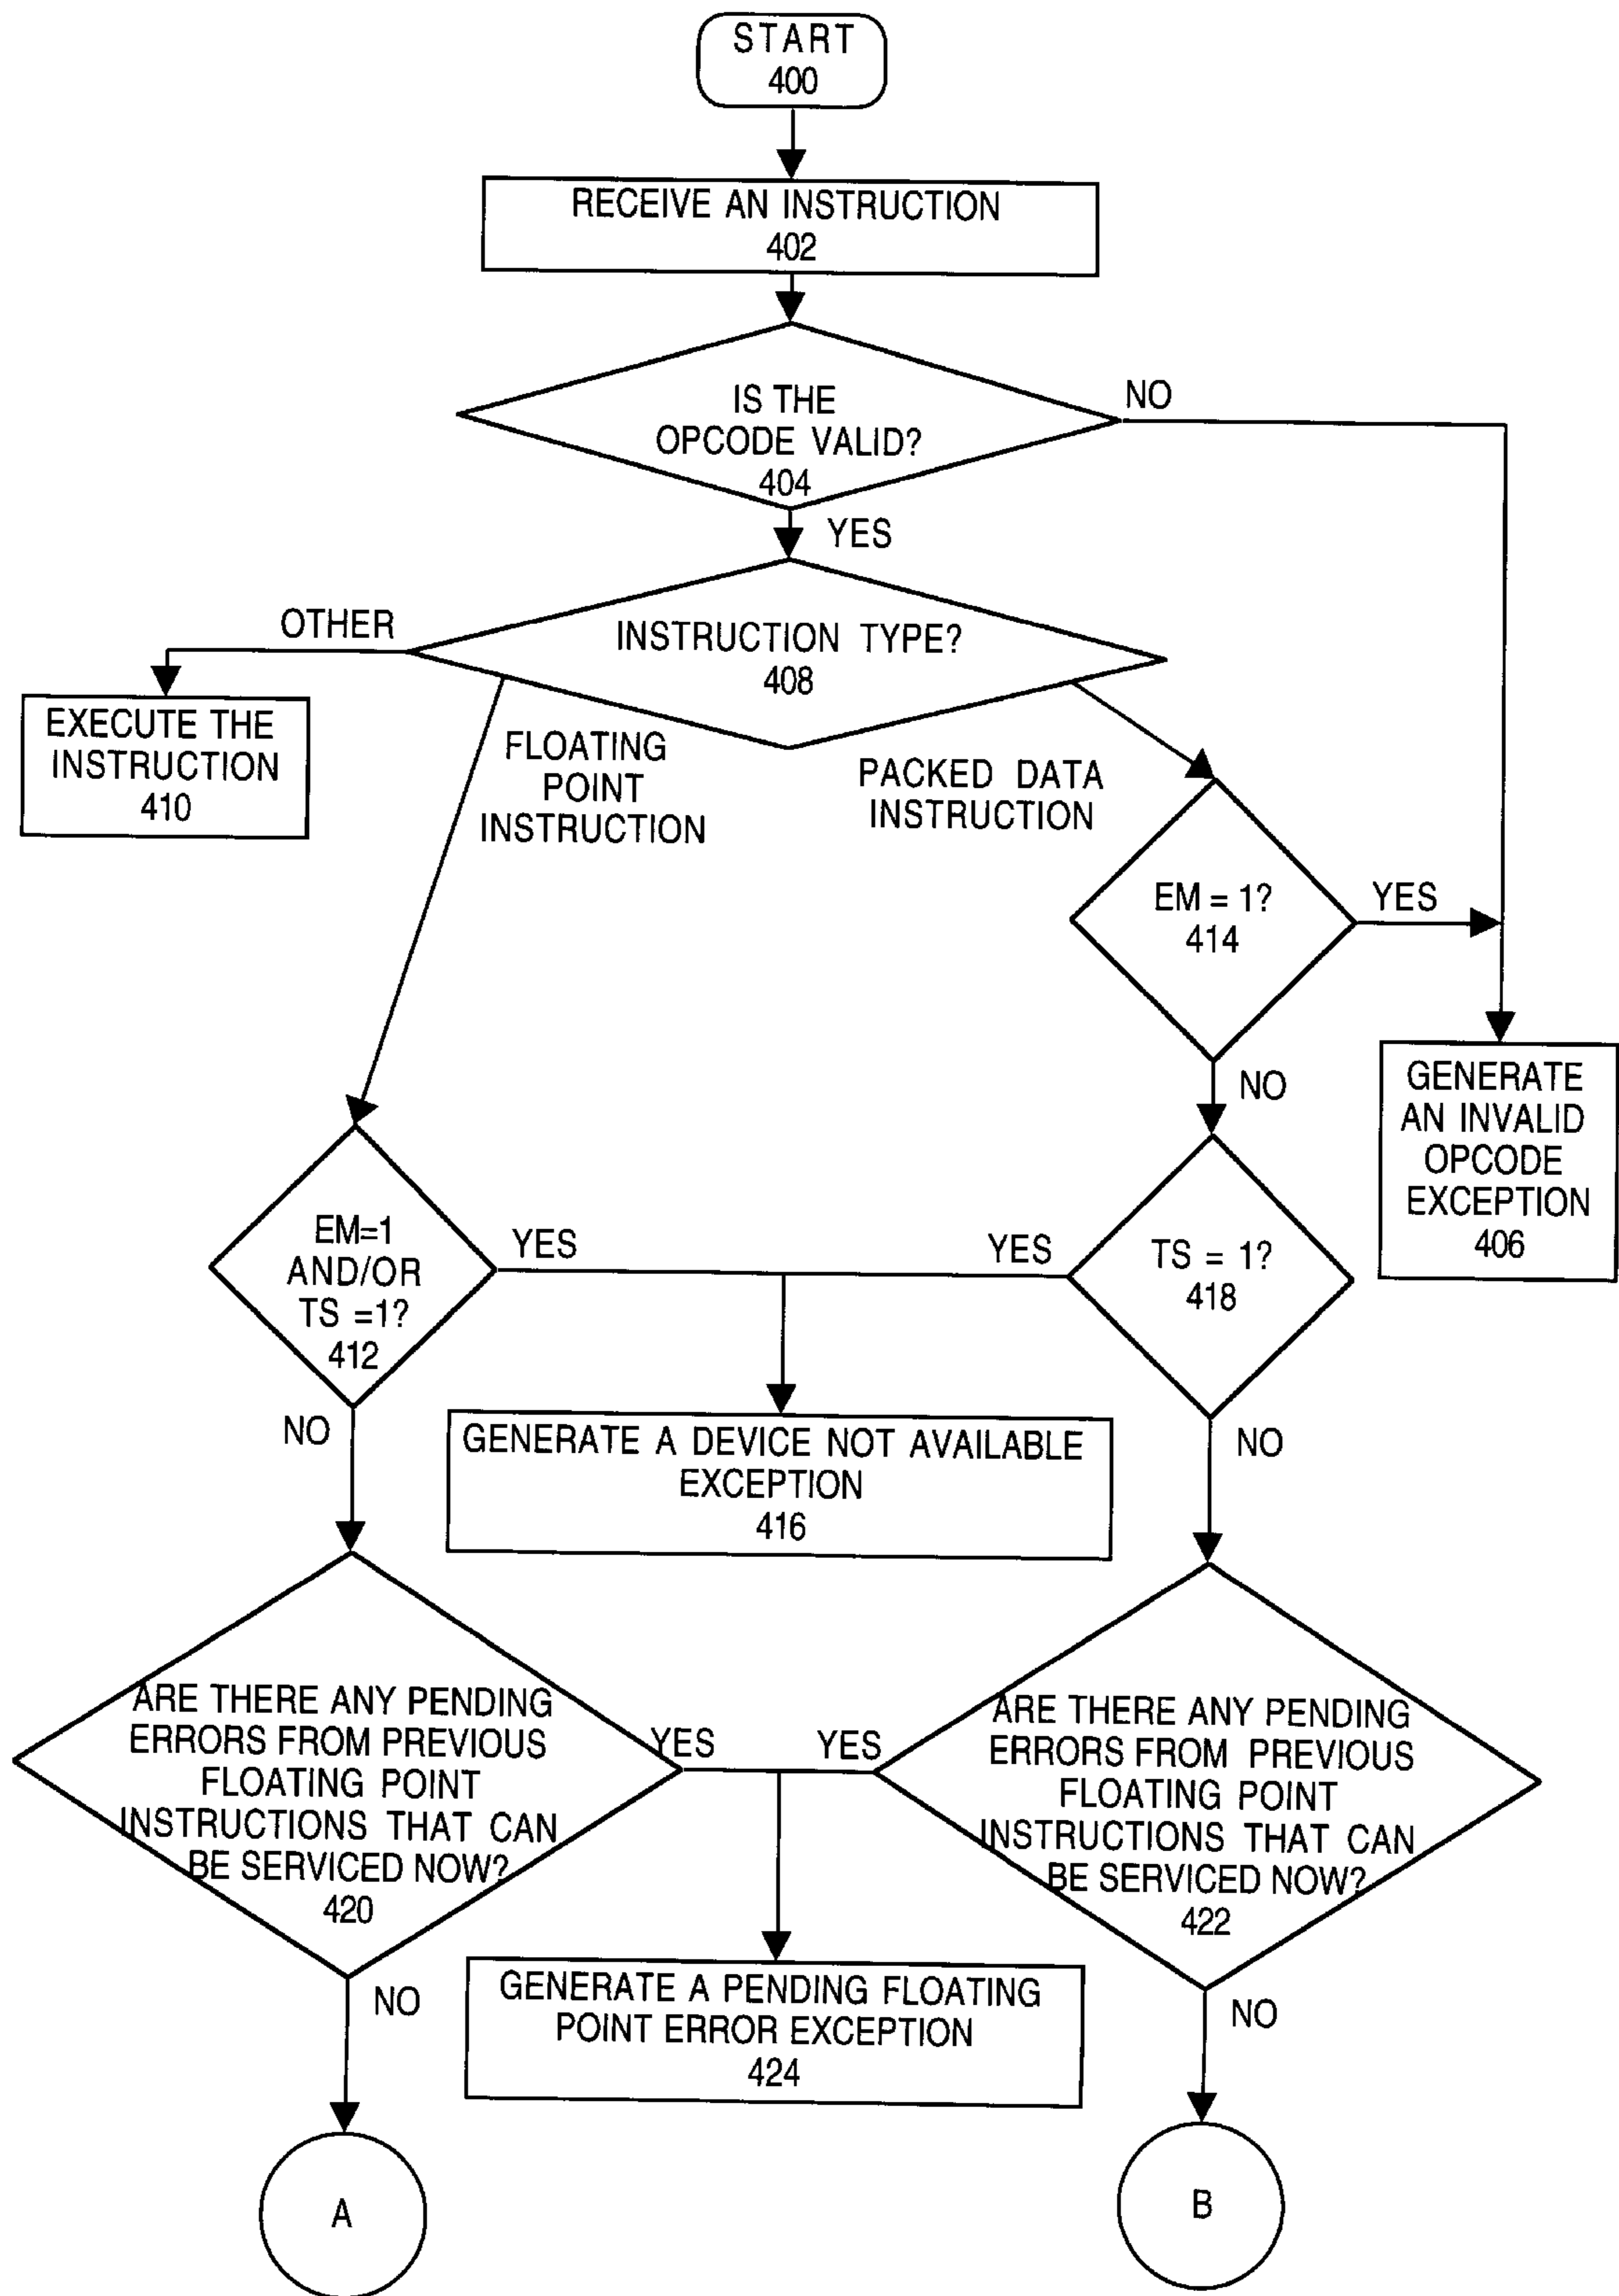 START
400
RECEIVE AN INSTRUCTION
402
IS THE
OPCODE VALID?
404
NO
YES
INSTRUCTION TYPE?
408
OTHER
EXECUTE THE
INSTRUCTION
410
FLOATING
POINT
INSTRUCTION
PACKED DATA
INSTRUCTION
EM = 1?
414
YES
NO
GENERATE
AN INVALID
OPCODE
EXCEPTION
406
EM=1
AND/OR
TS =1?
412
YES
YES
TS = 1?
418
NO
GENERATE A DEVICE NOT AVAILABLE
EXCEPTION
416
NO
ARE THERE ANY PENDING
ERRORS FROM PREVIOUS
FLOATING POINT
INSTRUCTIONS THAT CAN
BE SERVICED NOW?
420
YES
YES
ARE THERE ANY PENDING
ERRORS FROM PREVIOUS
FLOATING POINT
INSTRUCTIONS THAT CAN
BE SERVICED NOW?
422
NO
GENERATE A PENDING FLOATING
POINT ERROR EXCEPTION
424
NO
A
B